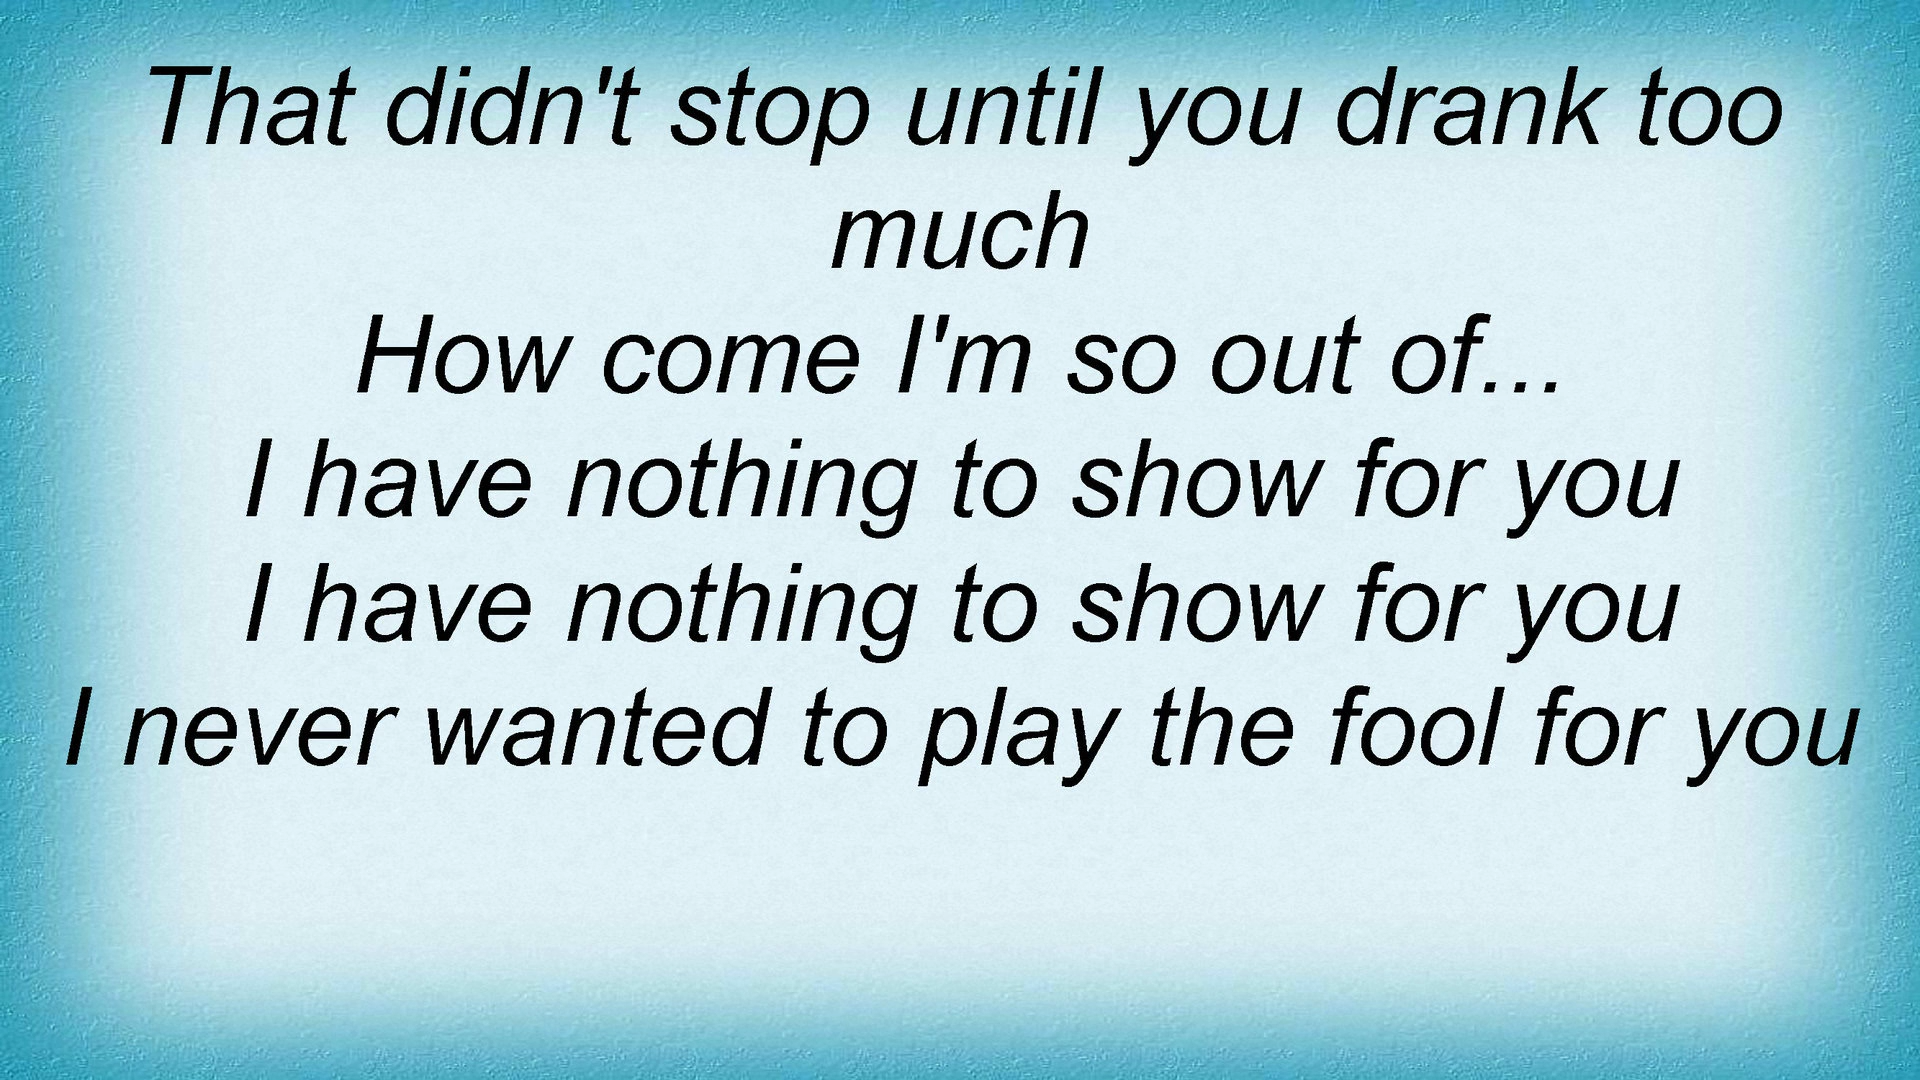 That didn't stop until you drank too
much
How come I'm so out of...
I have nothing to show for you
I have nothing to show for you
I never wanted to play the fool for you